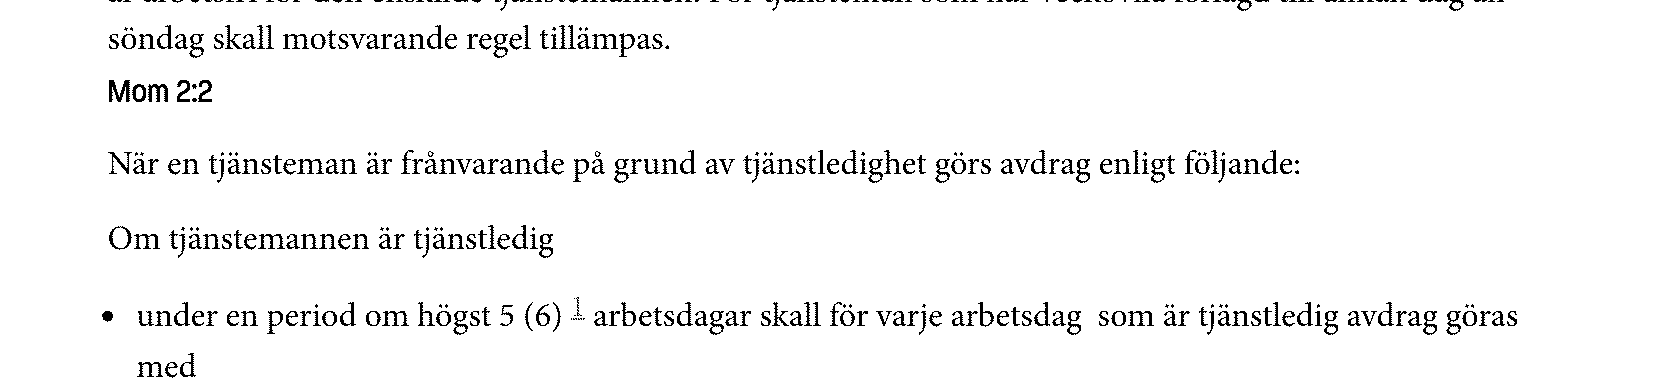 söndag skall motsvarande regel tillämpas.
Mom 2:2
När en tjänsteman är frånvarande på grund av tjänstledighet görs avdrag enligt följande:
Om tjänstemannen är tjänstledig
• under en period om högst 5 (6) 1 arbetsdagar skall för varje arbetsdag  som är tjänstledig avdrag göras
med